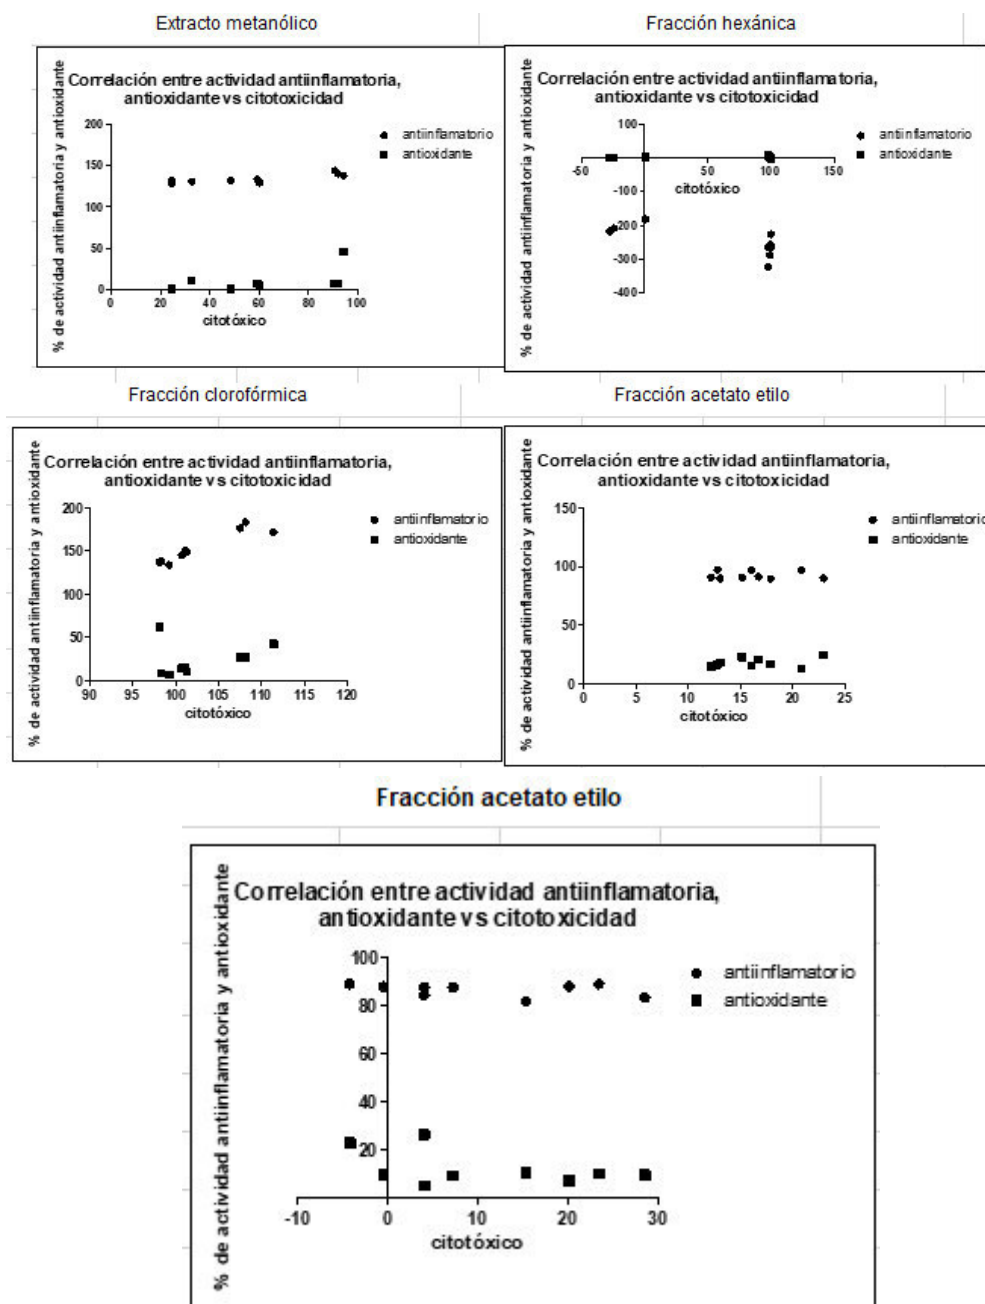 Extracto metanólico
Fracción hexánica
% de actividad antiinflamatoria y antioxidante
Correlación entre actividad antiinflamatoria,
antioxidante vs citotoxicidad
200
150
100
50
0
0 20 40 60 80 100
citotóxico
antiinflamatorio
antioxidante
% de actividad antiinflamatoria y antioxidante
Correlación entre actividad antiinflamatoria,
antioxidante vs citotoxicidad
100
-50 50 100 150
citotóxico
-100
-200
-300
-400
antiinflamatorio
antioxidante
Fracción clorofórmica
Fracción acetato etilo
% de actividad antiinflamatoria y antioxidante
Correlación entre actividad antiinflamatoria,
antioxidante vs citotoxicidad
200
150
100
50
0
90 95 100 105 110 115 120
citotóxico
antiinflamatorio
antioxidante
% de actividad antiinflamatoria y antioxidante
Correlación entre actividad antiinflamatoria,
antioxidante vs citotoxicidad
150
100
50
0
0 5 10 15 20 25
citotóxico
antiinflamatorio
antioxidante
Fracción acetato etilo
% de actividad antiinflamatoria y antioxidante
Correlación entre actividad antiinflamatoria,
antioxidante vs citotoxicidad
100
80
60
40
20
-10 0 10 20 30
citotóxico
antiinflamatorio
antioxidante